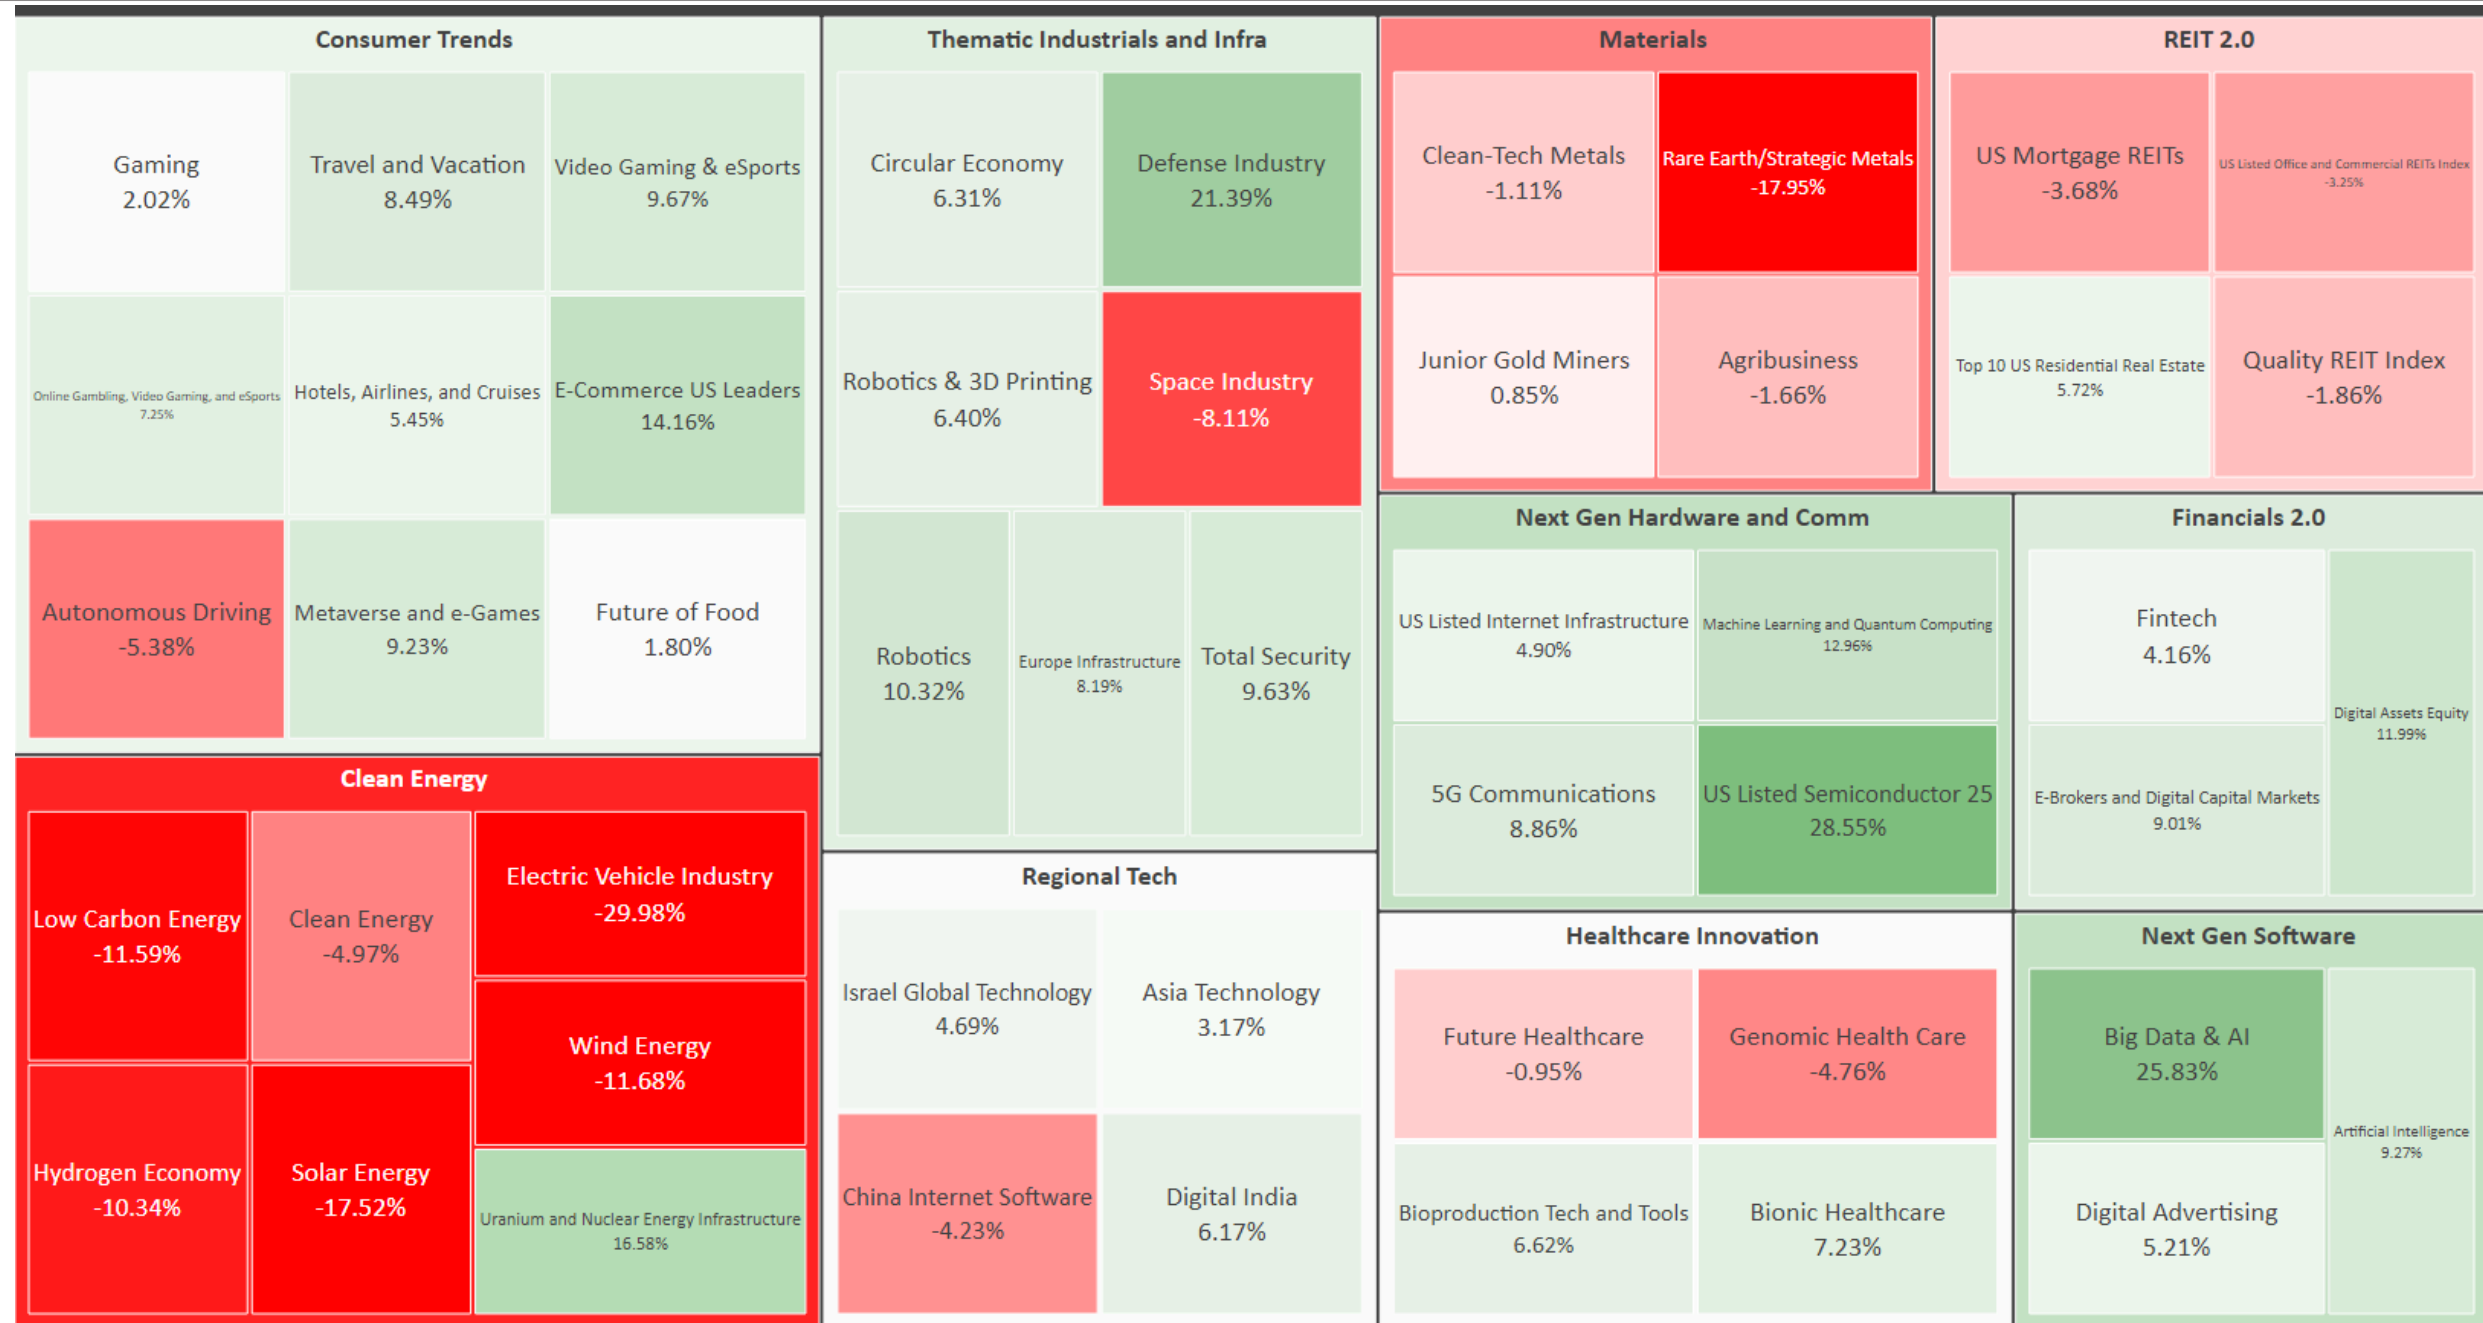 Consumer Trends
Gaming
2.02%
Travel and Vacation
8.49%
Video Gaming & eSports
9.67%
Online Gambling, Video Gaming, and eSports
7.25%
Hotels, Airlines, and Cruises
5.45%
E-Commerce US Leaders
14.16%
Autonomous Driving
-5.38%
Metaverse and e-Games
9.23%
Future of Food
1.80%
Clean Energy
Low Carbon Energy
-11.59%
Clean Energy
-4.97%
Electric Vehicle Industry
-29.98%
Wind Energy
-11.68%
Hydrogen Economy
-10.34%
Solar Energy
-17.52%
Uranium and Nuclear Energy Infrastructure
16.58%
Thematic Industrials and Infra
Circular Economy
6.31%
Defense Industry
21.39%
Robotics & 3D Printing
6.40%
Space Industry
-8.11%
Robotics
10.32%
Europe Infrastructure
8.19%
Total Security
9.63%
Regional Tech
Israel Global Technology
4.69%
Asia Technology
3.17%
China Internet Software
-4.23%
Digital India
6.17%
Materials
Clean-Tech Metals
-1.11%
Rare Earth/Strategic Metals
-17.95%
Junior Gold Miners
0.85%
Agribusiness
-1.66%
REIT 2.0
US Mortgage REITs
-3.68%
US Listed Office and Commercial REITs Index
-3.25%
Top 10 US Residential Real Estate
5.72%
Quality REIT Index
-1.86%
Next Gen Hardware and Comm
US Listed Internet Infrastructure
4.90%
Machine Learning and Quantum Computing
12.96%
5G Communications
8.86%
US Listed Semiconductor 25
28.55%
Financials 2.0
Fintech
4.16%
Digital Assets Equity
11.99%
E-Brokers and Digital Capital Markets
9.01%
Healthcare Innovation
Future Healthcare
-0.95%
Genomic Health Care
-4.76%
Bioproduction Tech and Tools
6.62%
Bionic Healthcare
7.23%
Next Gen Software
Big Data & AI
25.83%
Artificial Intelligence
9.27%
Digital Advertising
5.21%